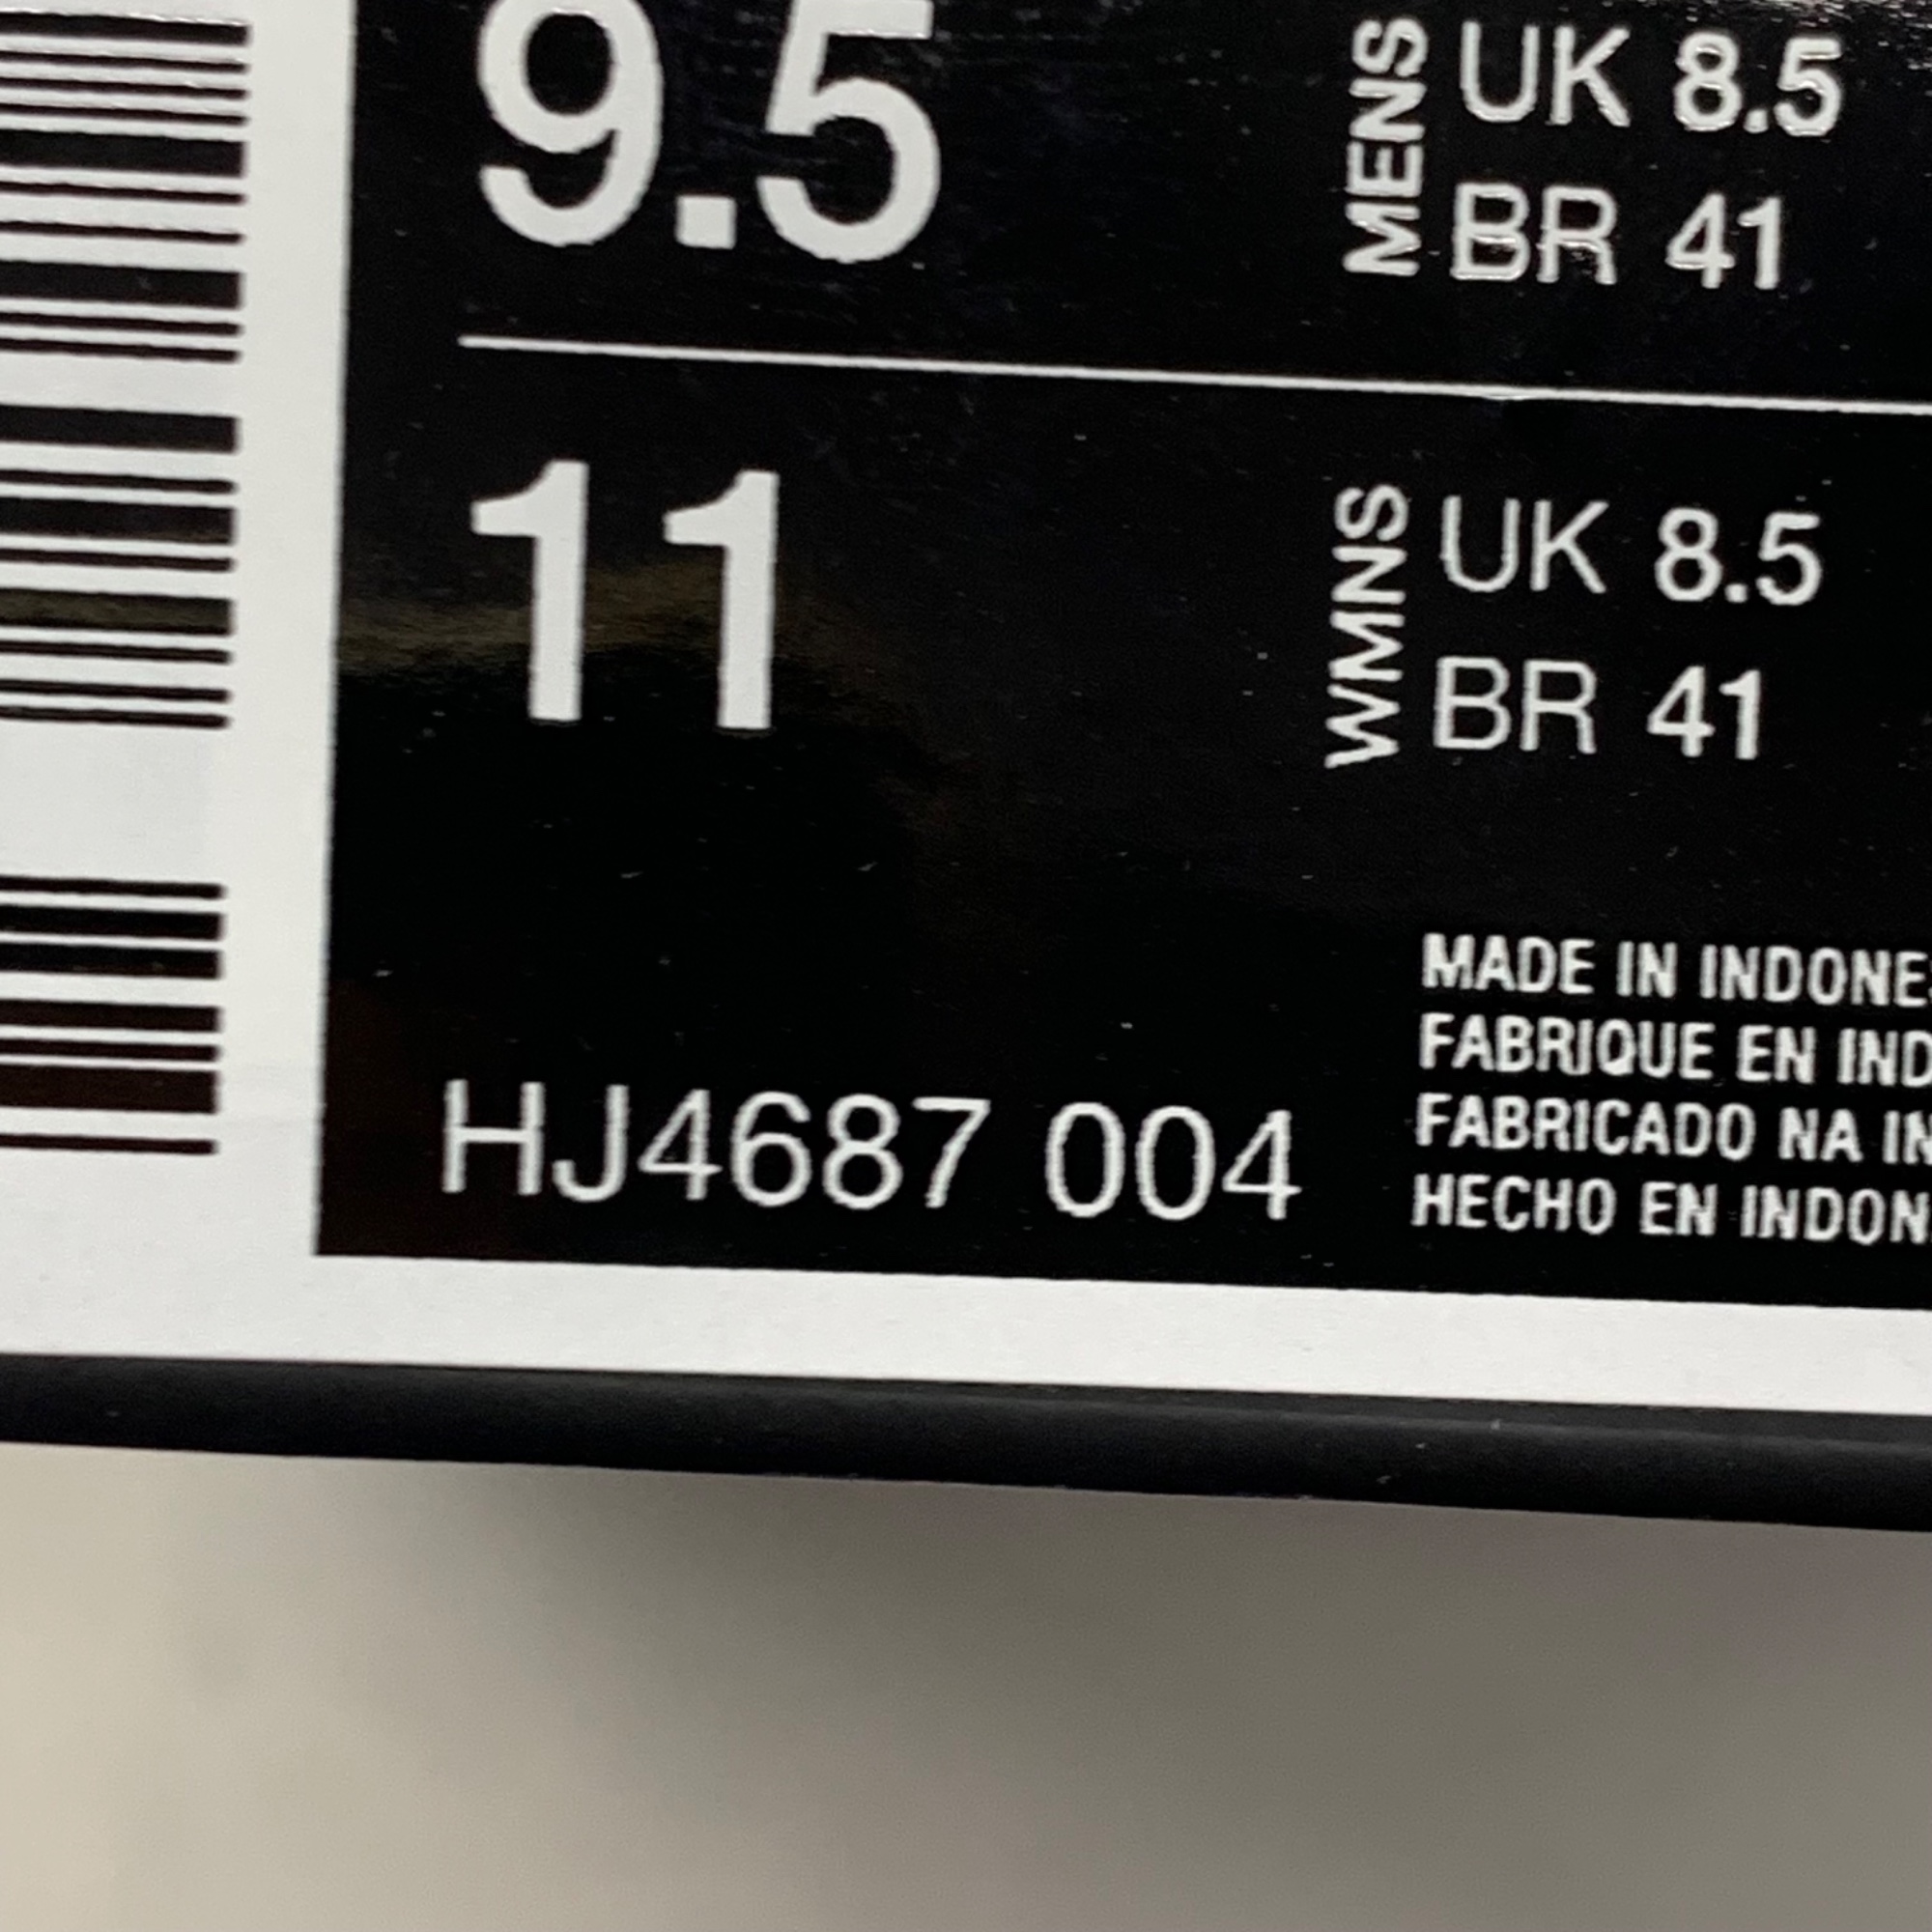 9.5
MENS
UK 8.5
BR 41
11
WMNS
UK 8.5
BR 41
HJ4687 004
MADE IN INDONE
FABRIQUE EN IND
FABRICADO NA IN
HECHO EN INDON